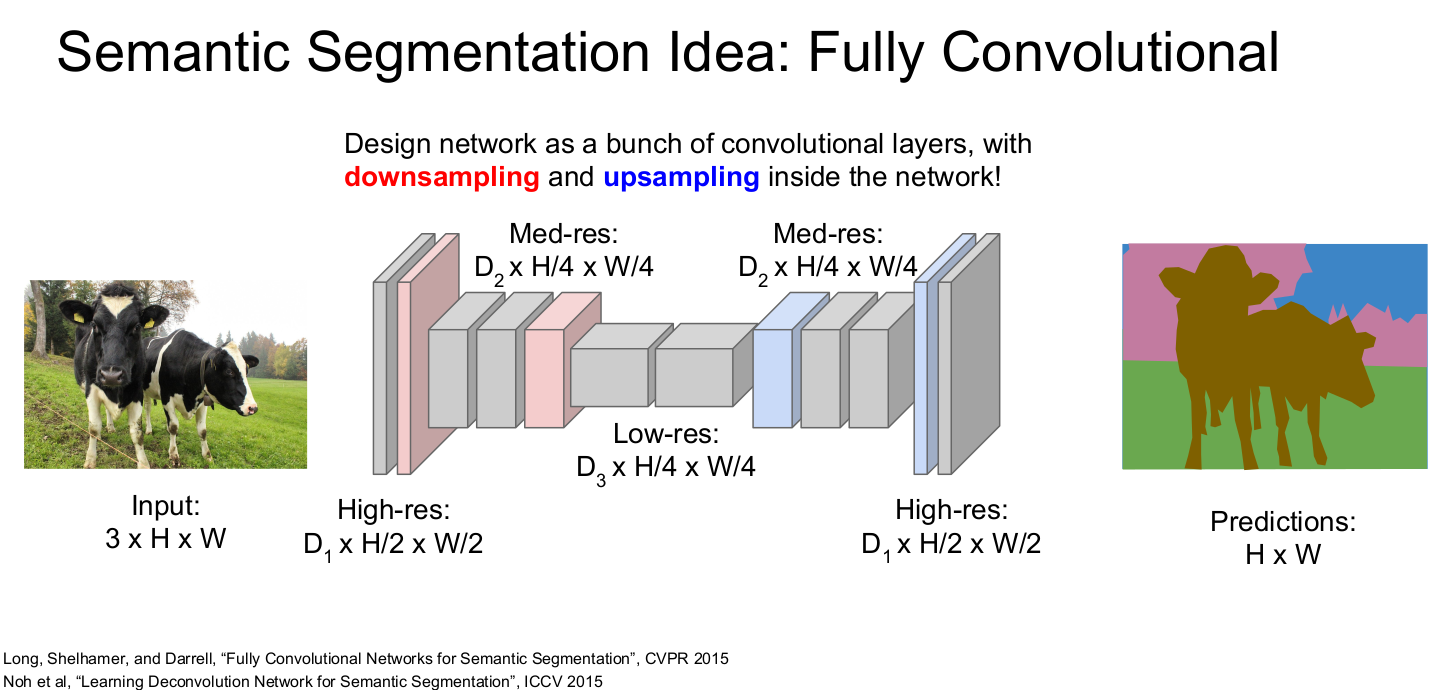 Semantic Segmentation Idea: Fully Convolutional
Design network as a bunch of convolutional layers, with
downsampling and upsampling inside the network!
Med-res:
D2 x H/4 x W/4
Med-res:
D2 x H/4 x W/4
Low-res:
D3 x H/4 x W/4
Input:
3 x H x W
High-res:
D1 x H/2 x W/2
High-res:
D1 x H/2 x W/2
Predictions:
H x W
Long, Shelhamer, and Darrell, “Fully Convolutional Networks for Semantic Segmentation”, CVPR 2015
Noh et al, “Learning Deconvolution Network for Semantic Segmentation”, ICCV 2015